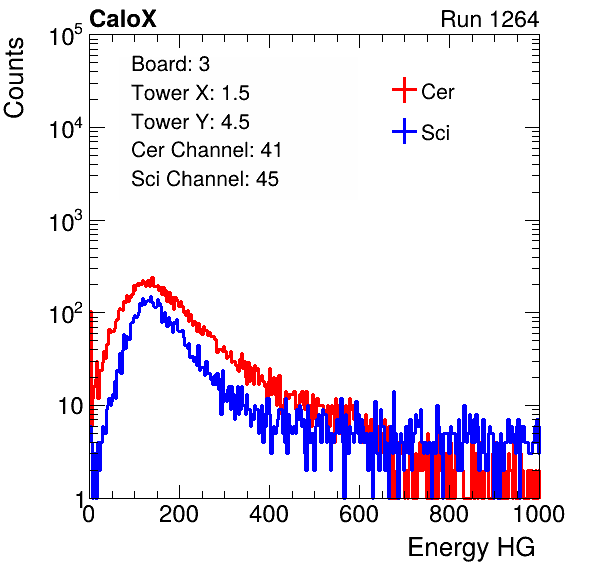 CaloX
Run 1264
Counts
10^5
10^4
10^3
10^2
10
1
Board: 3
Tower X: 1.5
Tower Y: 4.5
Cer Channel: 41
Sci Channel: 45
Cer
Sci
0 200 400 600 800 1000
Energy HG